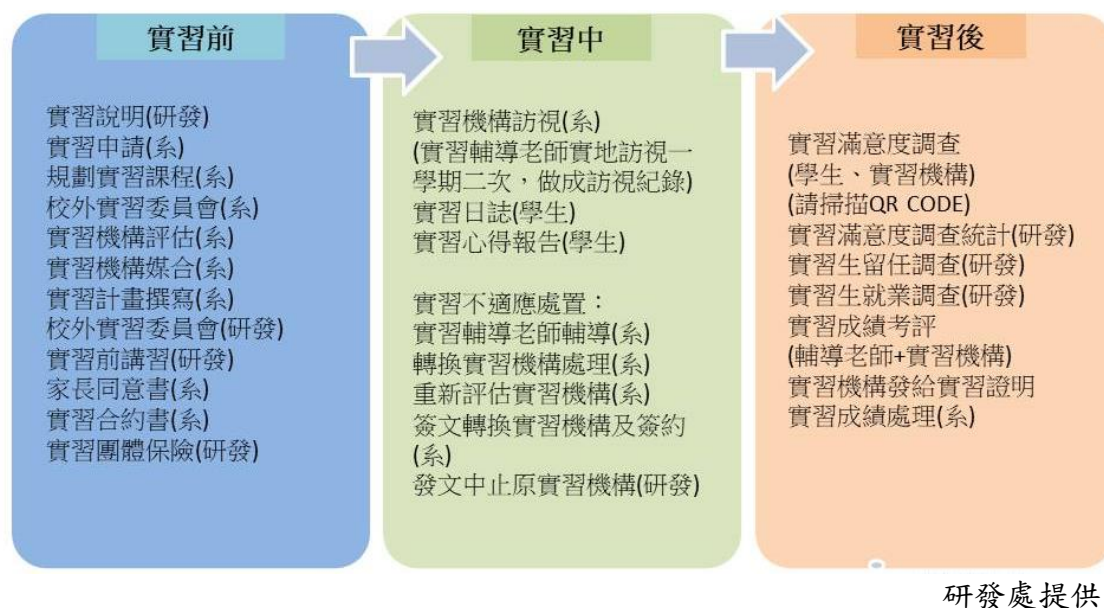 實習前
實習說明(研發)
實習申請(系)
規劃實習課程(系)
校外實習委員會(系)
實習機構評估(系)
實習機構媒合(系)
實習計畫撰寫(系)
校外實習委員會(研發)
實習前講習(研發)
家長同意書(系)
實習合約書(系)
實習團體保險(研發)
實習中
實習機構訪視(系)
(實習輔導老師實地訪視一
學期二次，做成訪視紀錄)
實習日誌(學生)
實習心得報告(學生)
實習不適應處置：
實習輔導老師輔導(系)
轉換實習機構處理(系)
重新評估實習機構(系)
簽文轉換實習機構及簽約
(系)
發文中止原實習機構(研發)
實習後
實習滿意度調查
(學生、實習機構)
(請掃描QR CODE)
實習滿意度調查統計(研發)
實習生留任調查(研發)
實習生就業調查(研發)
實習成績考評
(輔導老師+實習機構)
實習機構發給實習證明
實習成績處理(系)
研發處提供